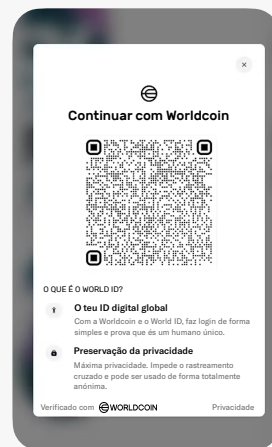 Continuar com Worldcoin
O QUE É O WORLD ID?
O teu ID digital global
Com a Worldcoin e o World ID, faz login de forma
simples e prova que és um humano único.
Preservação da privacidade
Máxima privacidade. Impede o rastreamento
cruzado e pode ser usado de forma totalmente
anónima.
Verificado com WORLDCOIN Privacidade